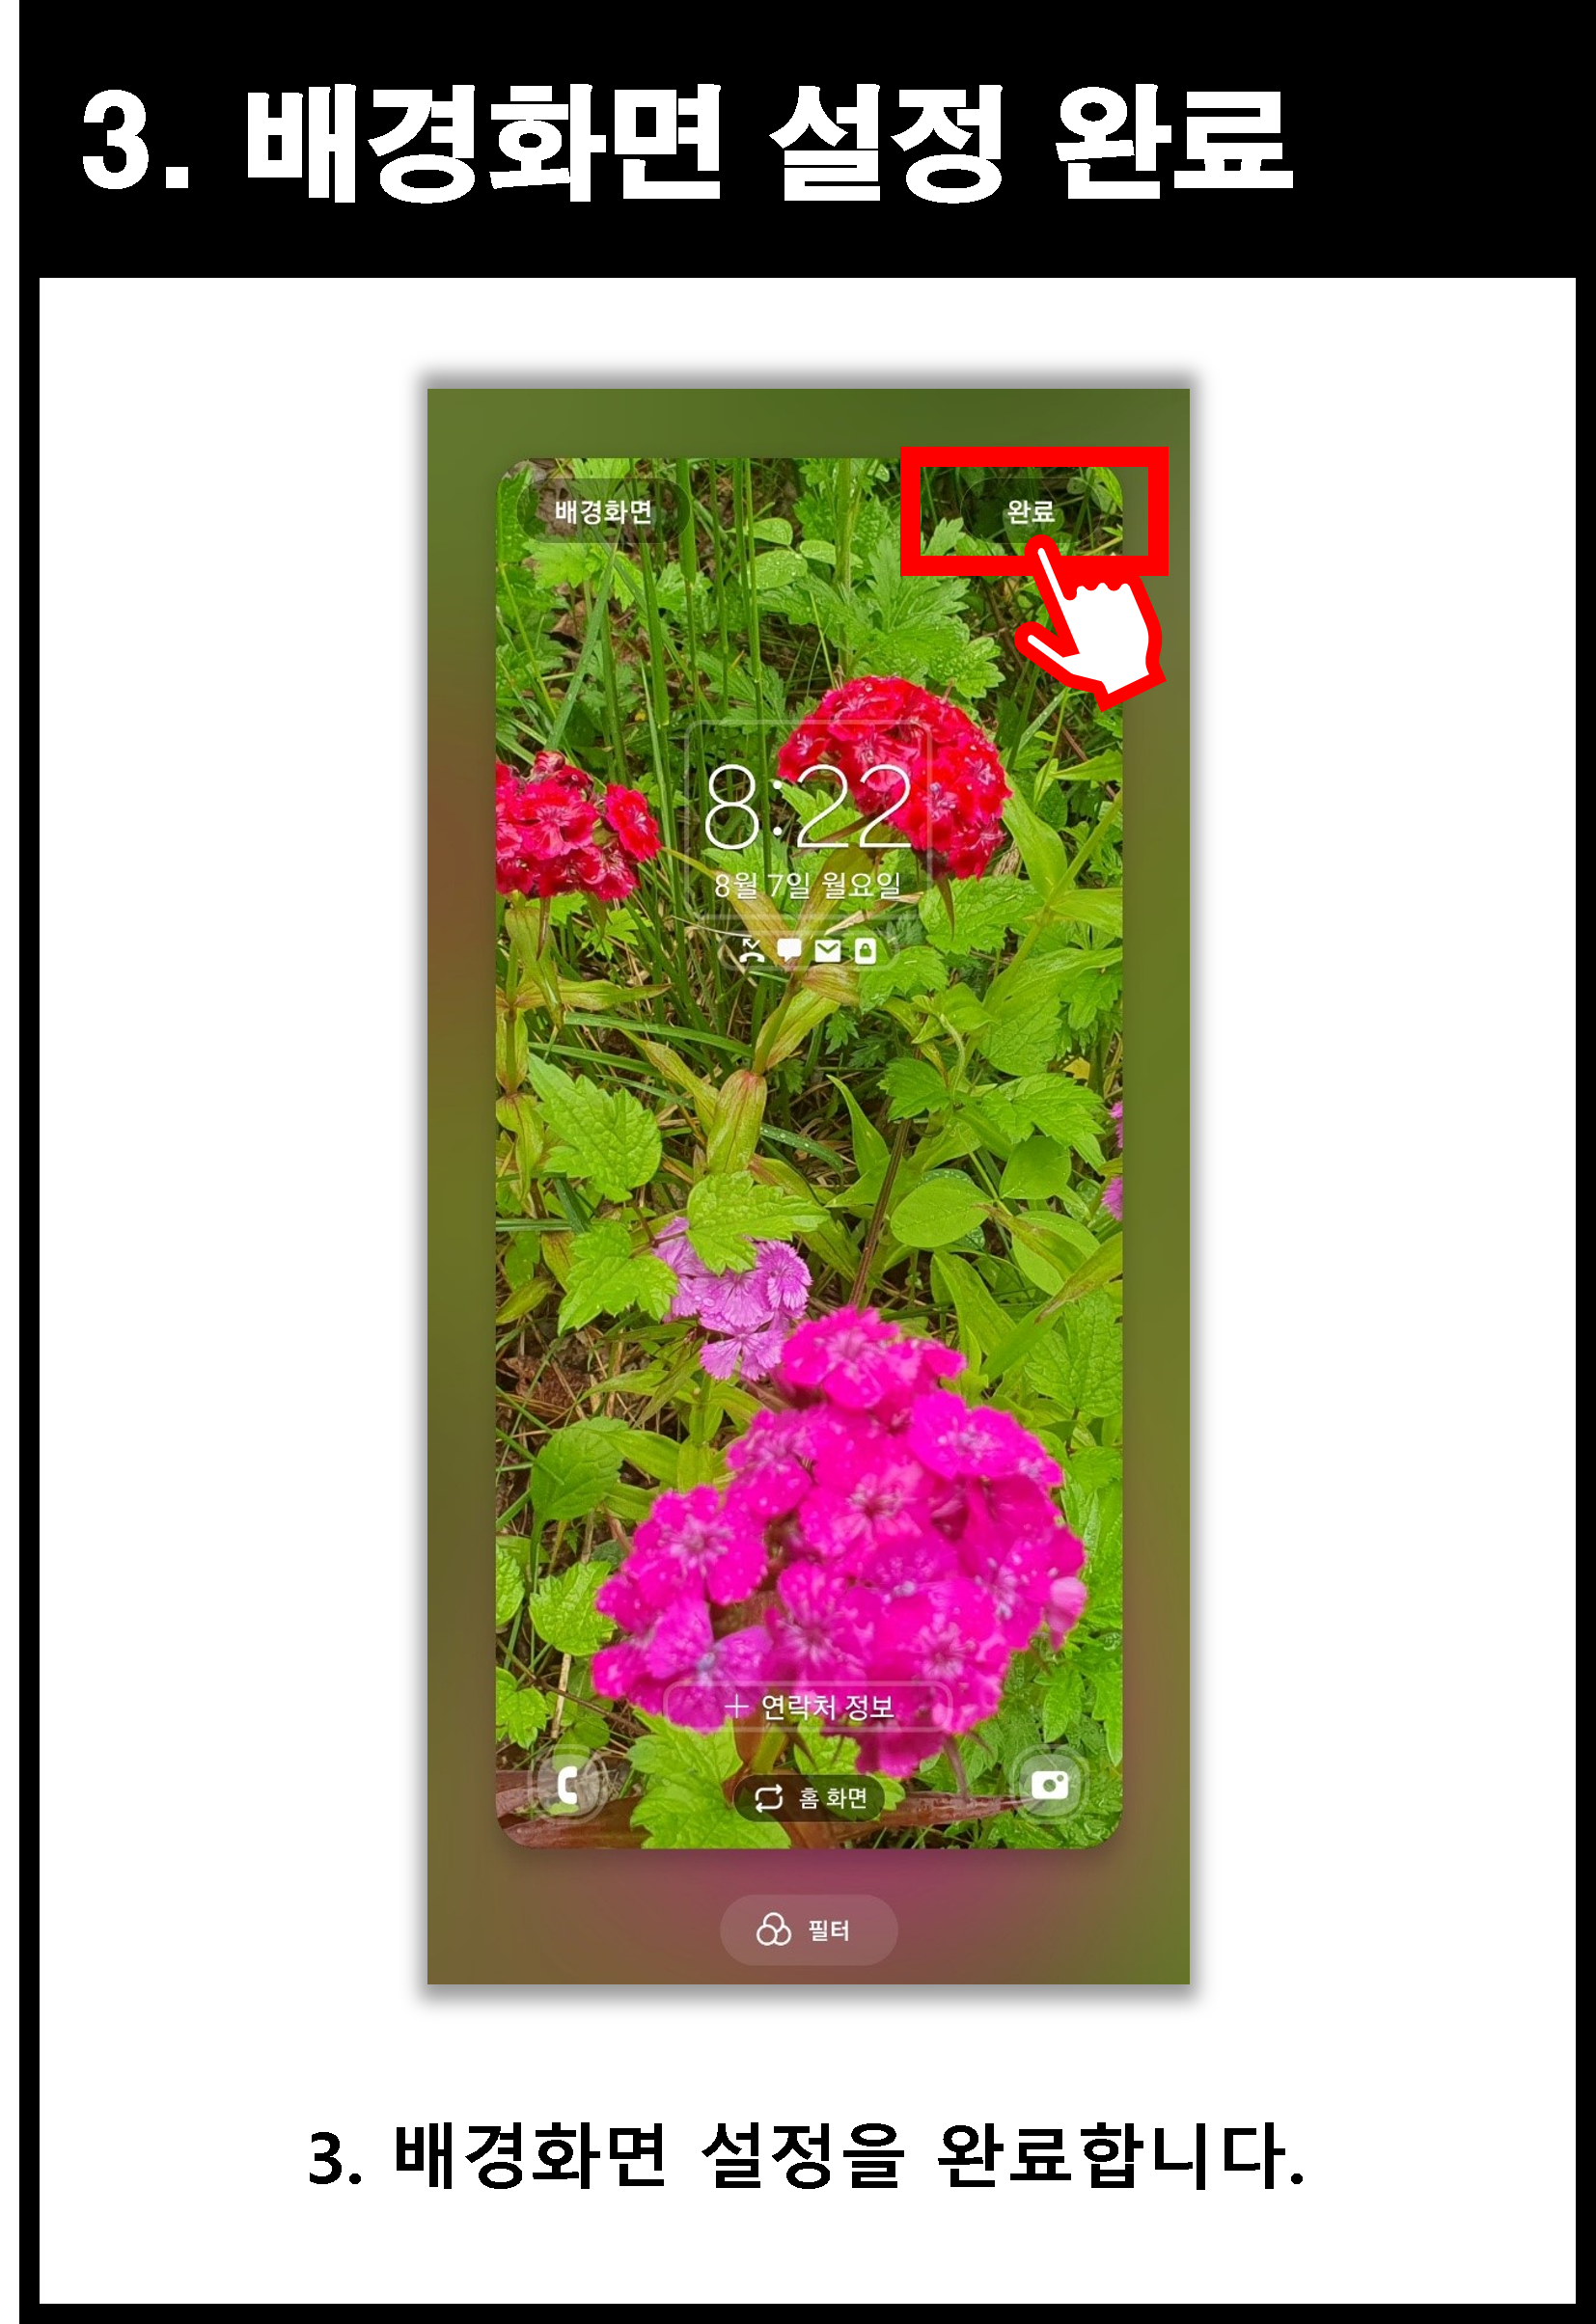 3. 배경화면 설정 완료
배경화면
완료
8:22
8월 7일 월요일
+ 연락처 정보
홈 화면
필터
3. 배경화면 설정을 완료합니다.